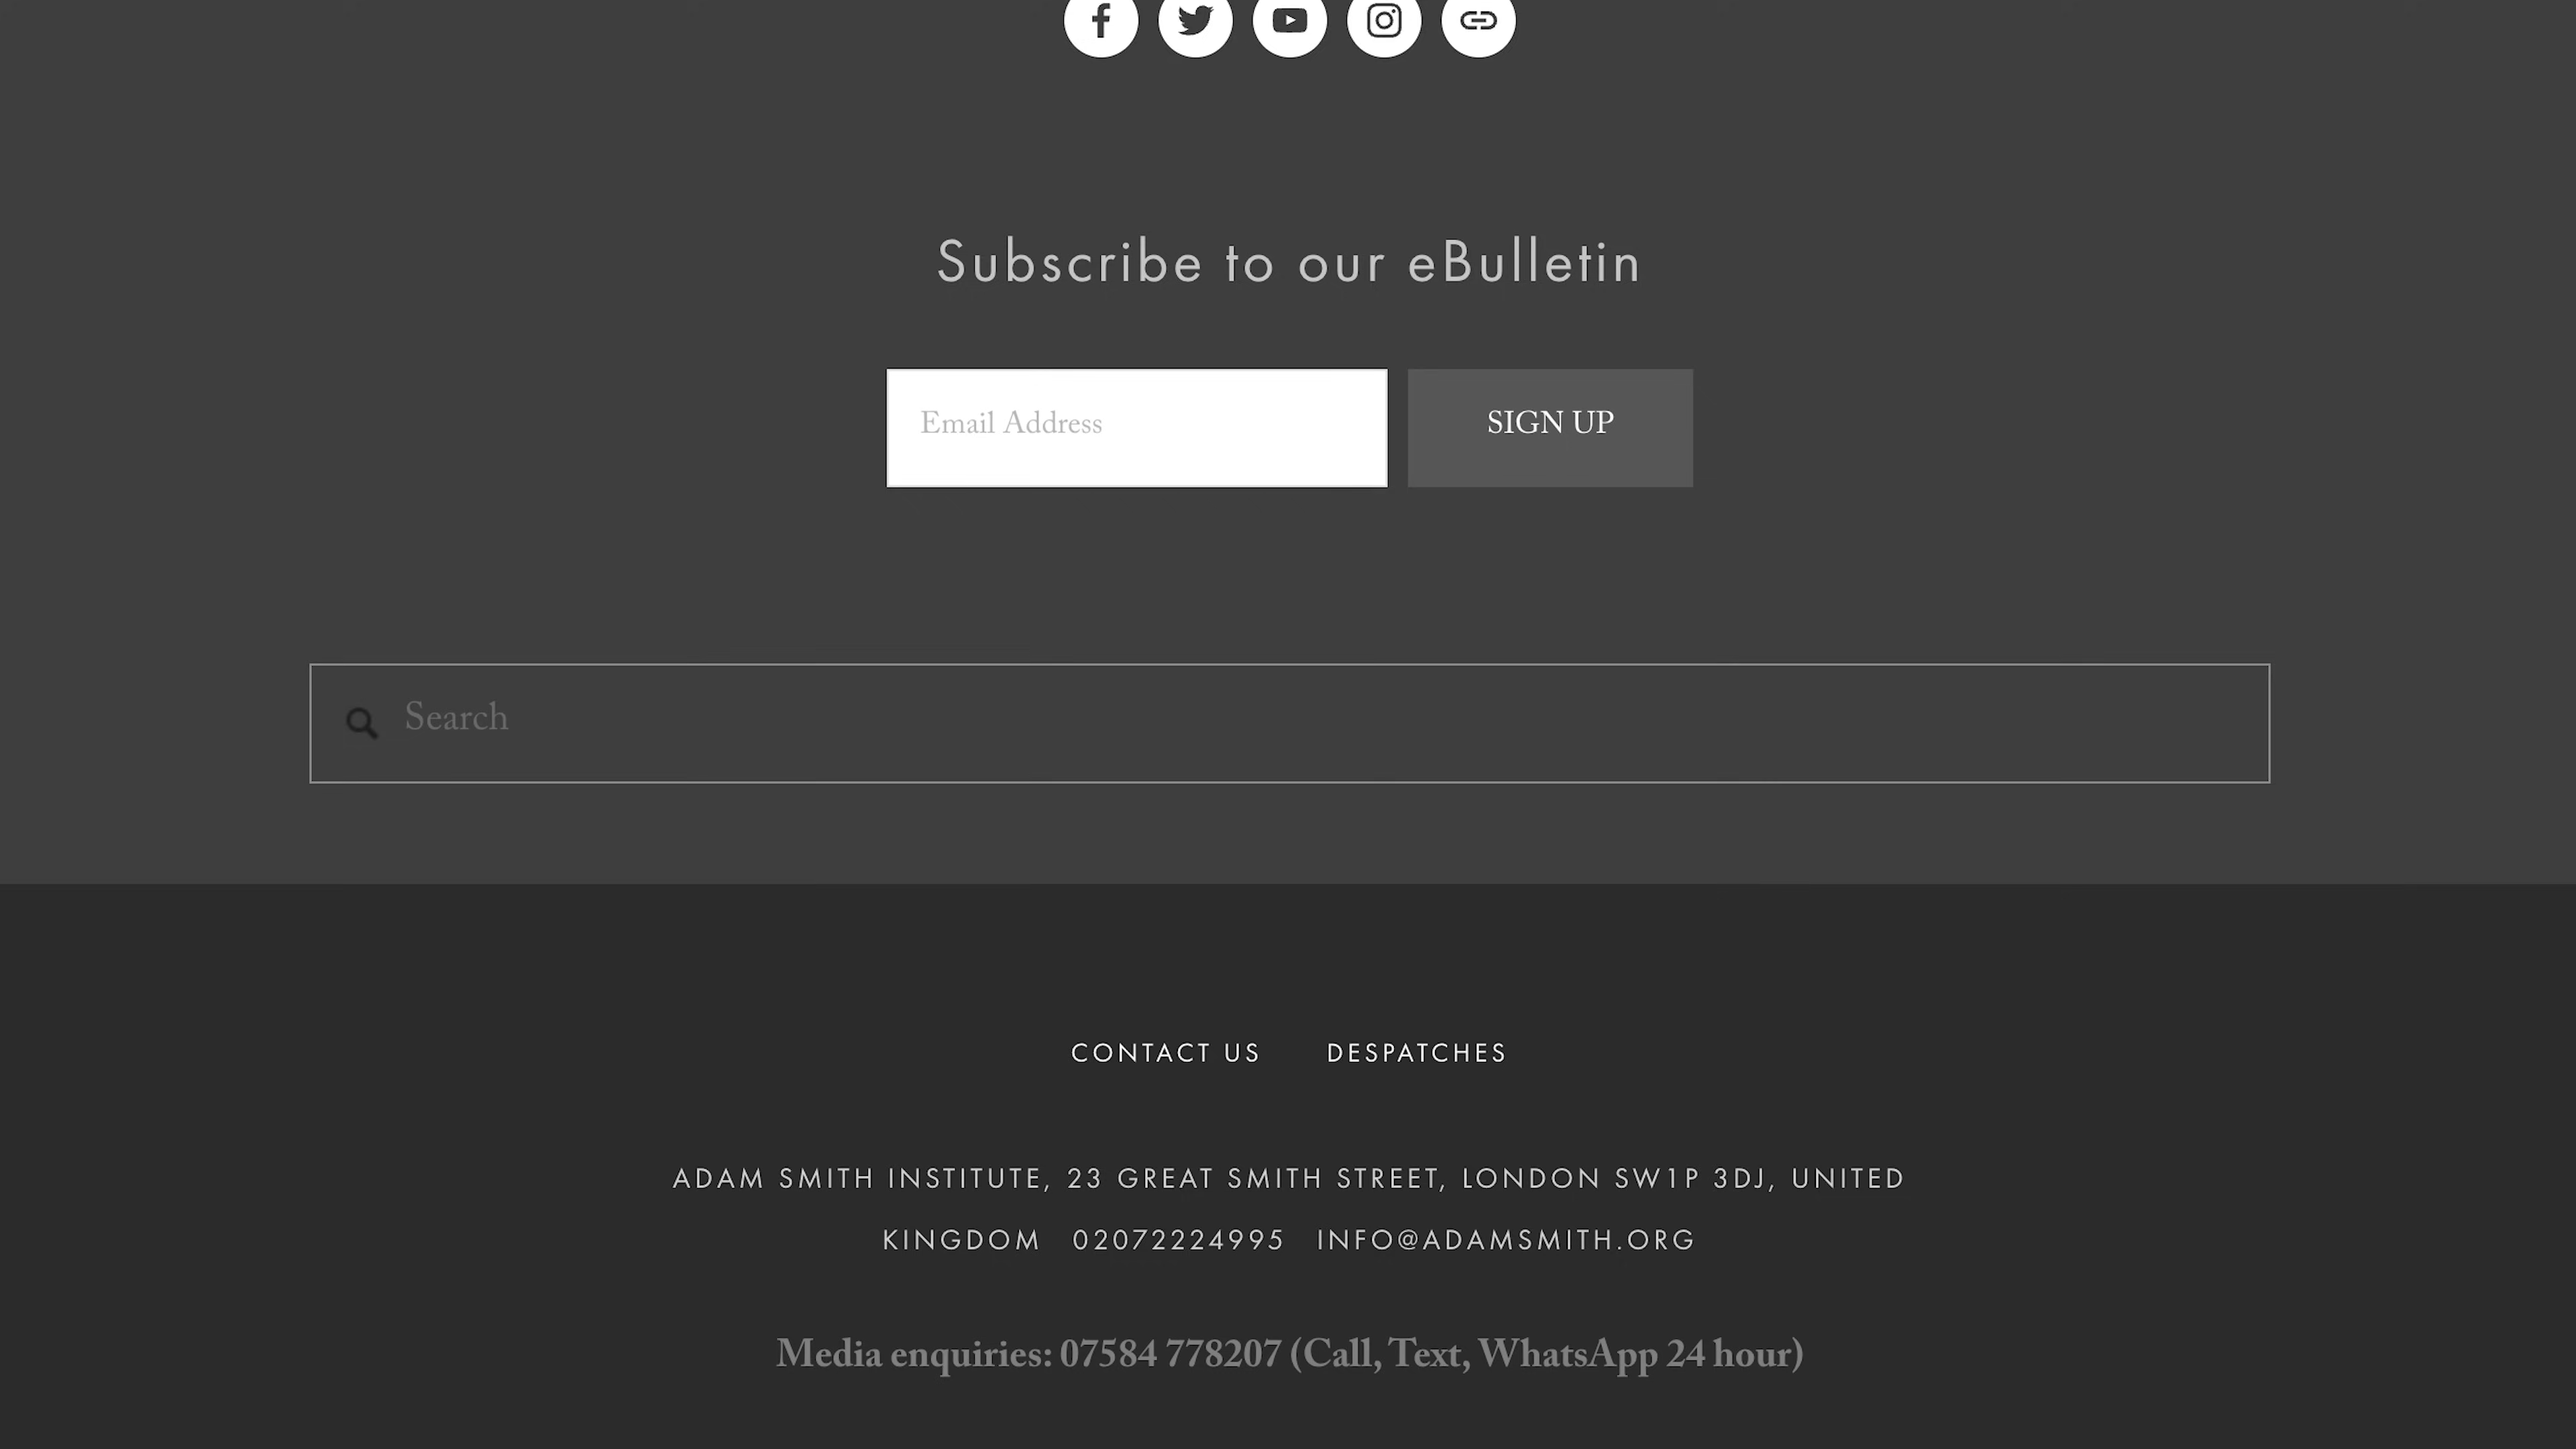 Subscribe to our eBulletin
Email Address
SIGN UP
Search
CONTACT US
DESPATCHES
ADAM SMITH INSTITUTE, 23 GREAT SMITH STREET, LONDON SW1P 3DJ, UNITED
KINGDOM 02072224995 INFO@ADAMSMITH.ORG
Media enquiries: 07584 778207 (Call, Text, WhatsApp 24 hour)